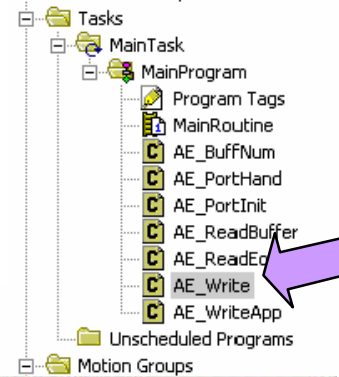 Tasks
MainTask
MainProgram
Program Tags
MainRoutine
AE_BuffNum
AE_PortHand
AE_PortInit
AE_ReadBuffer
AE_Write
AE_WriteApp
Unscheduled Programs
Motion Groups